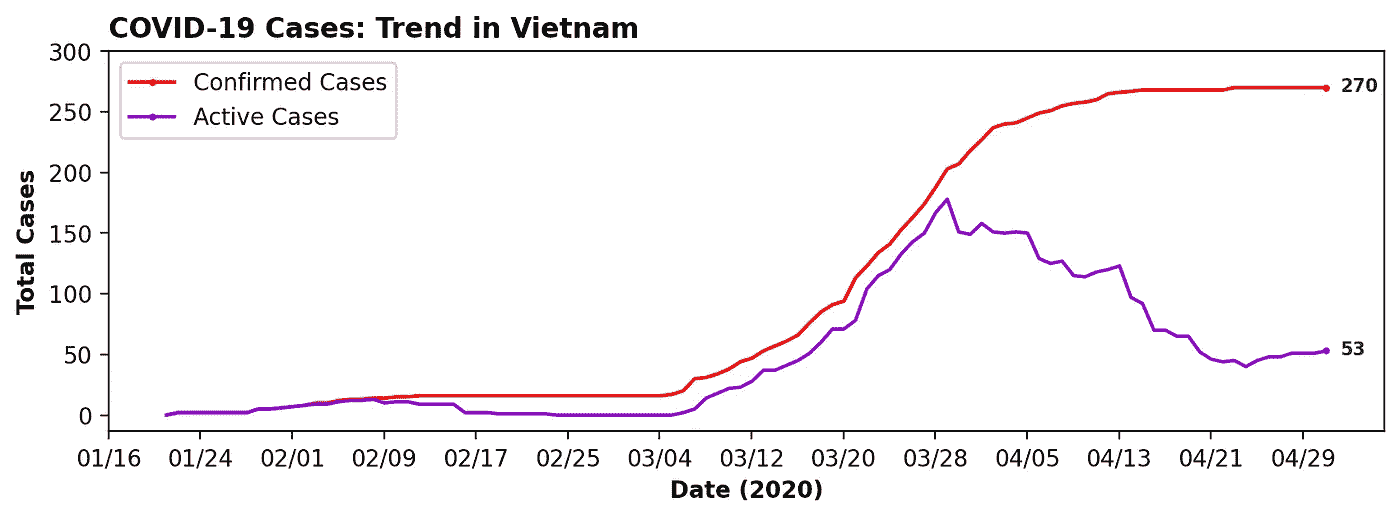 COVID-19 Cases: Trend in Vietnam
300
250
200
150
100
50
0
Total Cases
Confirmed Cases
Active Cases
270
53
01/16 01/24 02/01 02/09 02/17 02/25 03/04 03/12 03/20 03/28 04/05 04/13 04/21 04/29
Date (2020)